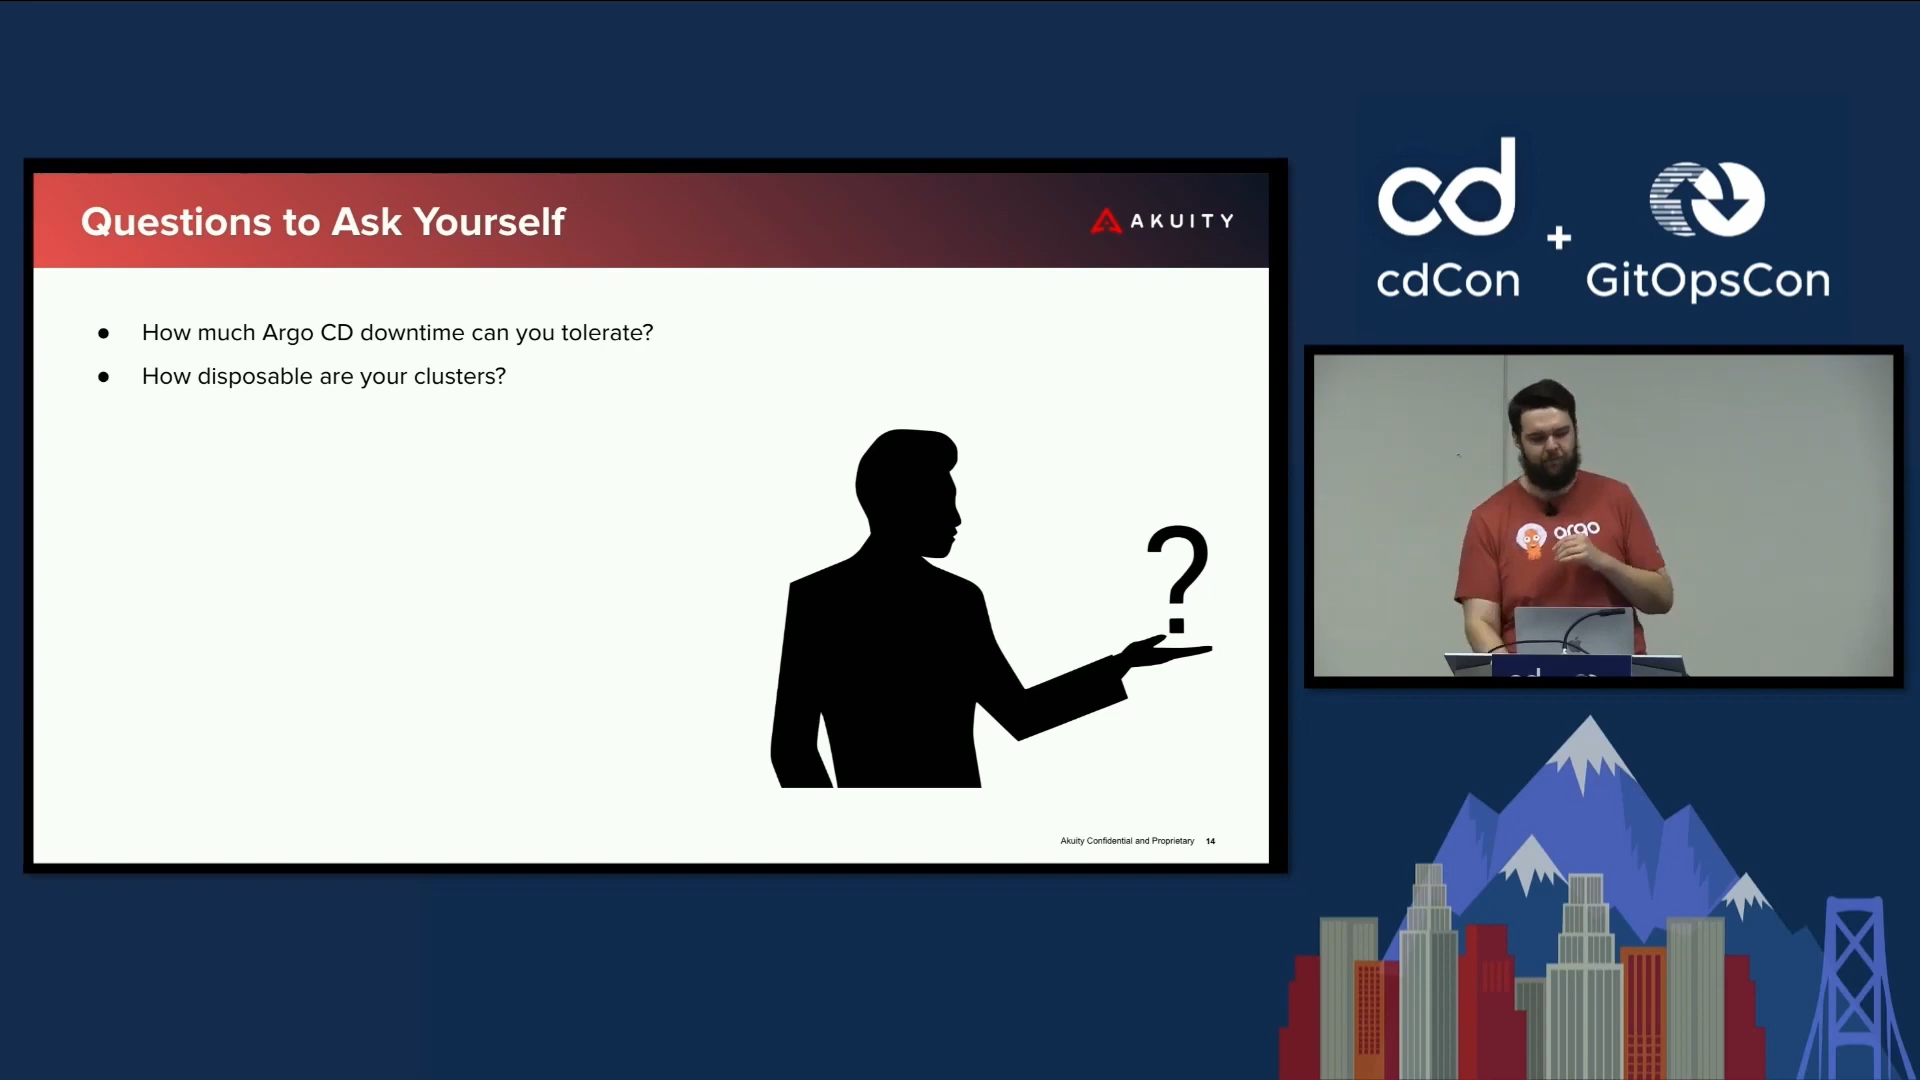 Questions to Ask Yourself
AKUITY
● How much Argo CD downtime can you tolerate?
● How disposable are your clusters?
?
Akuity Confidential and Proprietary 14
cd
+
cdCon
GitOpsCon
argo